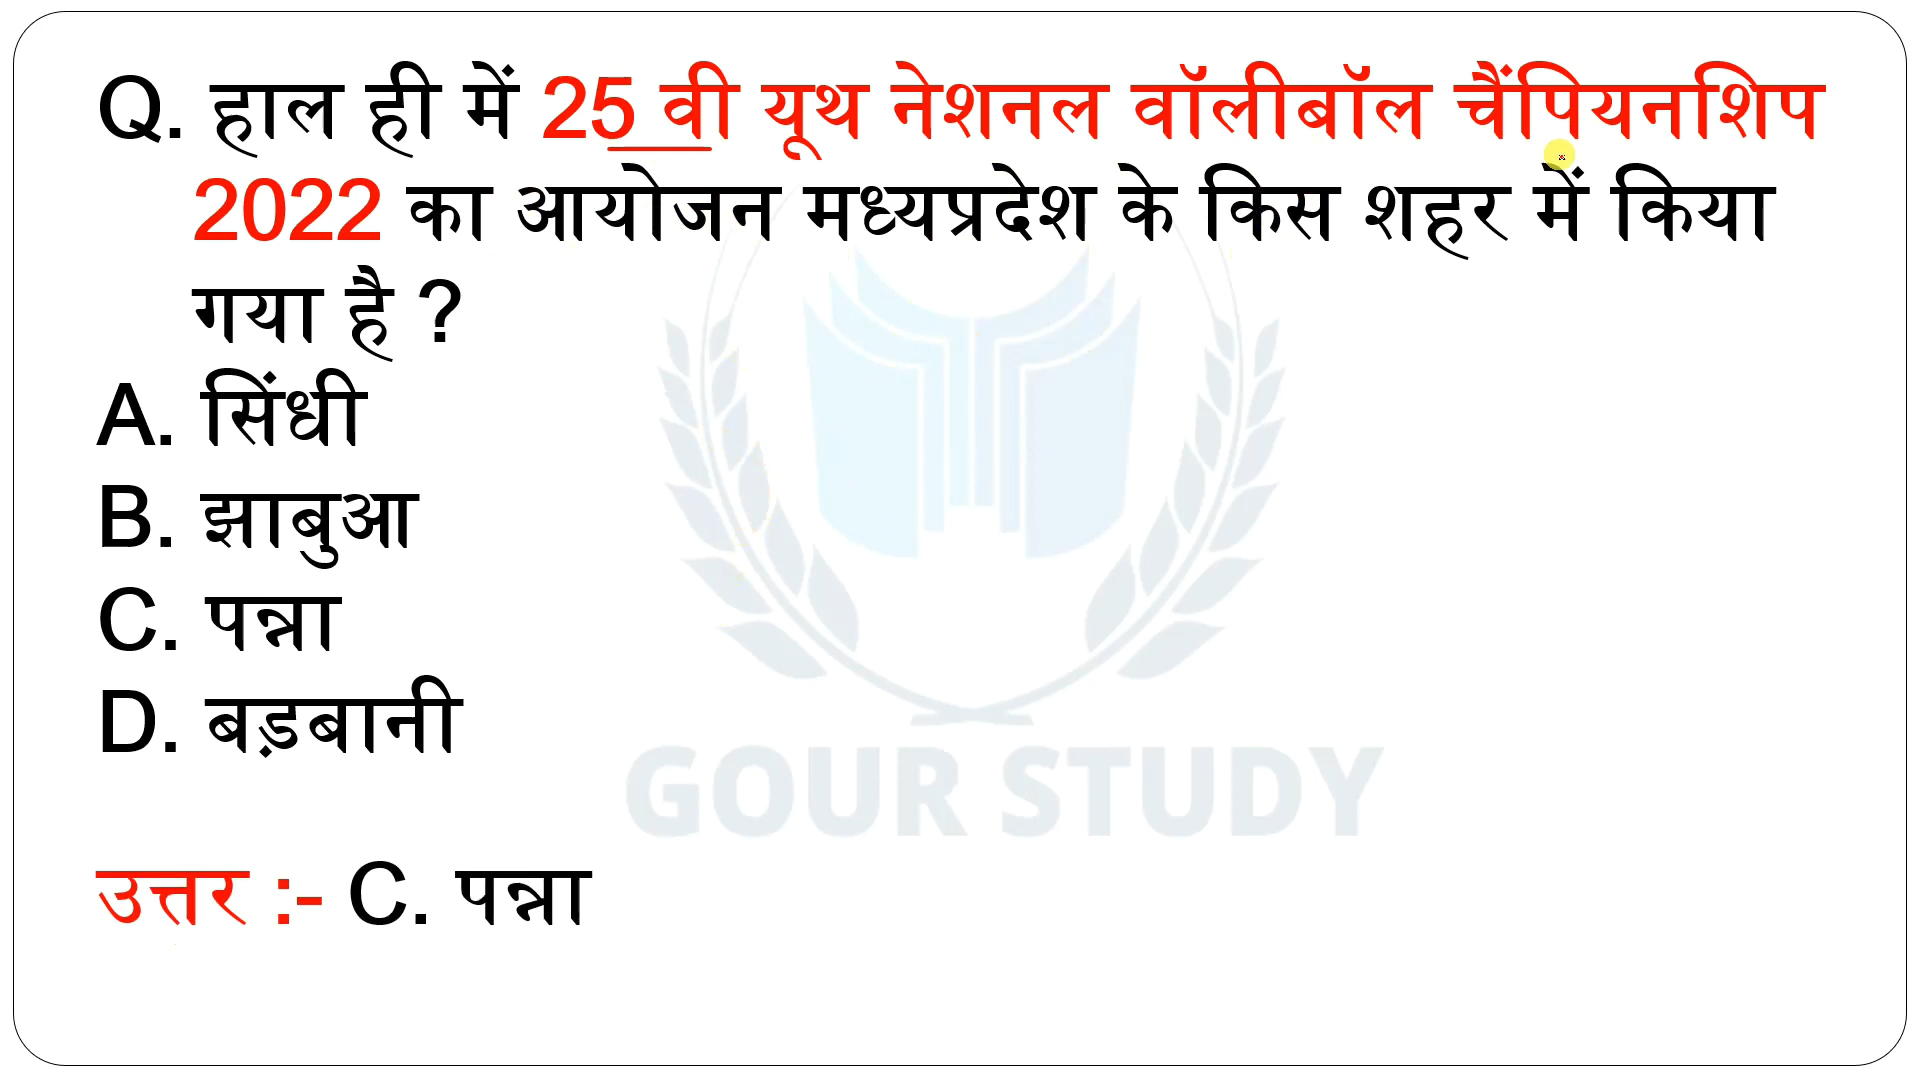 Q. हाल ही में 25 वी यूथ नेशनल वॉलीबॉल चैंपियनशिप
2022 का आयोजन मध्यप्रदेश के किस शहर में किया
गया है ?
A. सिंधी
B. झाबुआ
C. पन्ना
D. बड़बानी
GOUR STUDY
उत्तर :- C. पन्ना